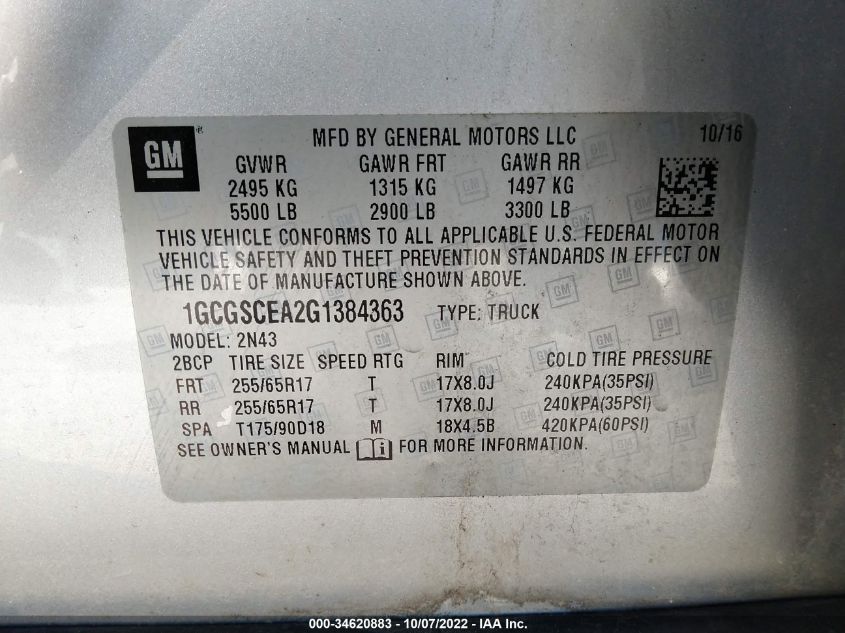 GM
MFD BY GENERAL MOTORS LLC 10/16
GVWR GAWR FRT GAWR RR
2495 KG 1315 KG 1497 KG
5500 LB 2900 LB 3300 LB
THIS VEHICLE CONFORMS TO ALL APPLICABLE U.S. FEDERAL MOTOR
VEHICLE SAFETY AND THEFT PREVENTION STANDARDS IN EFFECT ON
THE DATE OF MANUFACTURE SHOWN ABOVE.
1GCGSCEA2G1384363 TYPE: TRUCK
MODEL: 2N43
2BCP TIRE SIZE SPEED RTG RIM COLD TIRE PRESSURE
FRT 255/65R17 T 17X8.0J 240KPA(35PSI)
RR 255/65R17 T 17X8.0J 240KPA(35PSI)
SPA T175/90D18 M 18X4.5B 420KPA(60PSI)
SEE OWNER'S MANUAL FOR MORE INFORMATION.
000-34620883 - 10/07/2022 - IAA Inc.